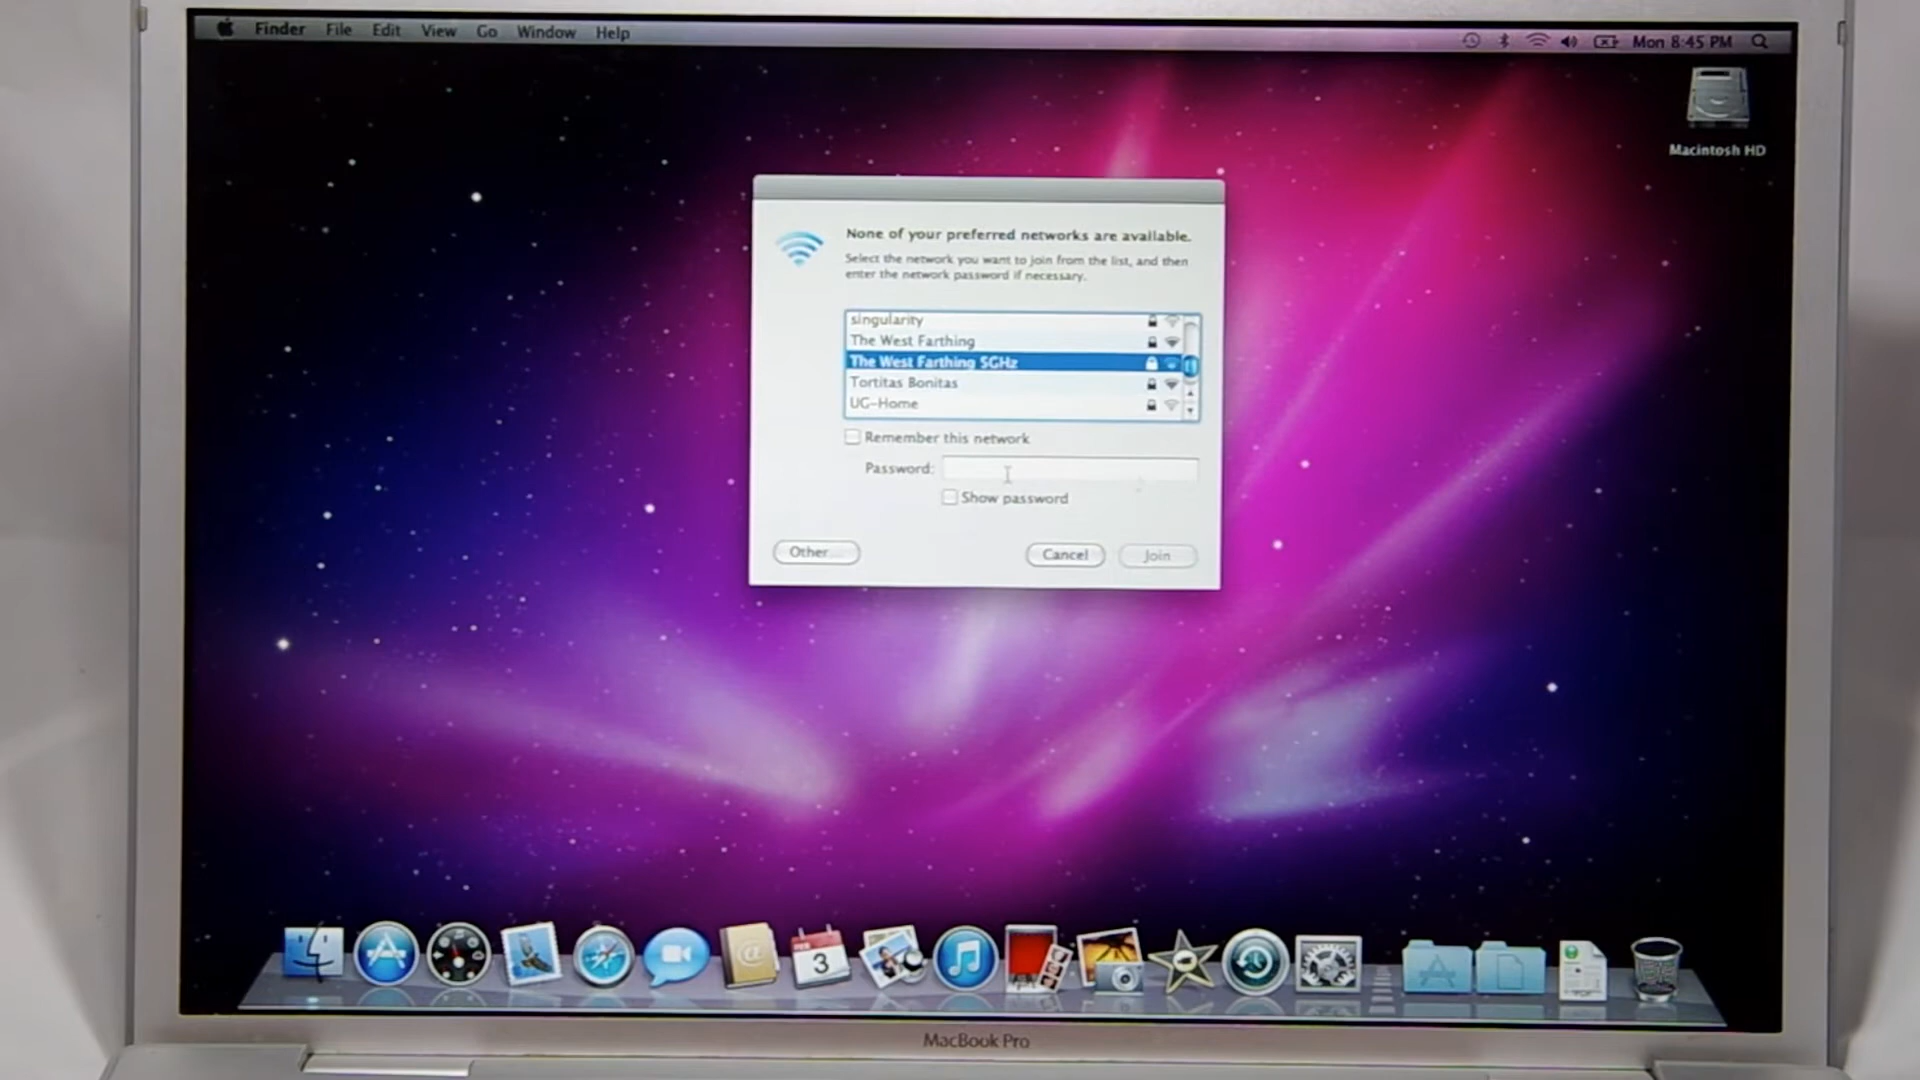 Finder File Edit View Go Window Help
Mon 8:45 PM
Macintosh HD
None of your preferred networks are available.
Select the network you want to join from the list, and then
enter the network password if necessary.
singularity
The West Farthing
The West Farthing 5GHz
Tortitas Bonitas
UG-Home
Remember this network
Password:
Show password
Other...
Cancel
Join
3
MacBook Pro